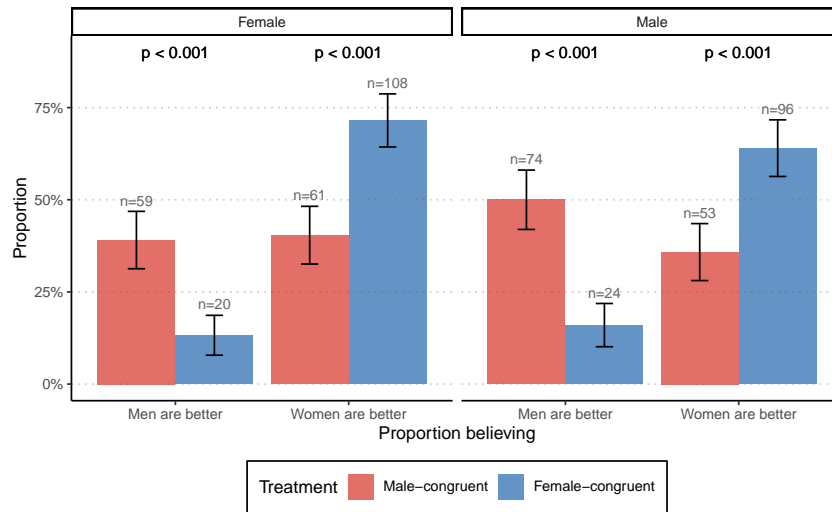 Female
Male
p < 0.001
p < 0.001
p < 0.001
p < 0.001
n=108
n=96
75%
n=74
n=59
n=61
n=53
50%
n=20
n=24
25%
0%
Proportion
Men are better
Women are better
Men are better
Women are better
Proportion believing
Treatment
Male−congruent
Female−congruent